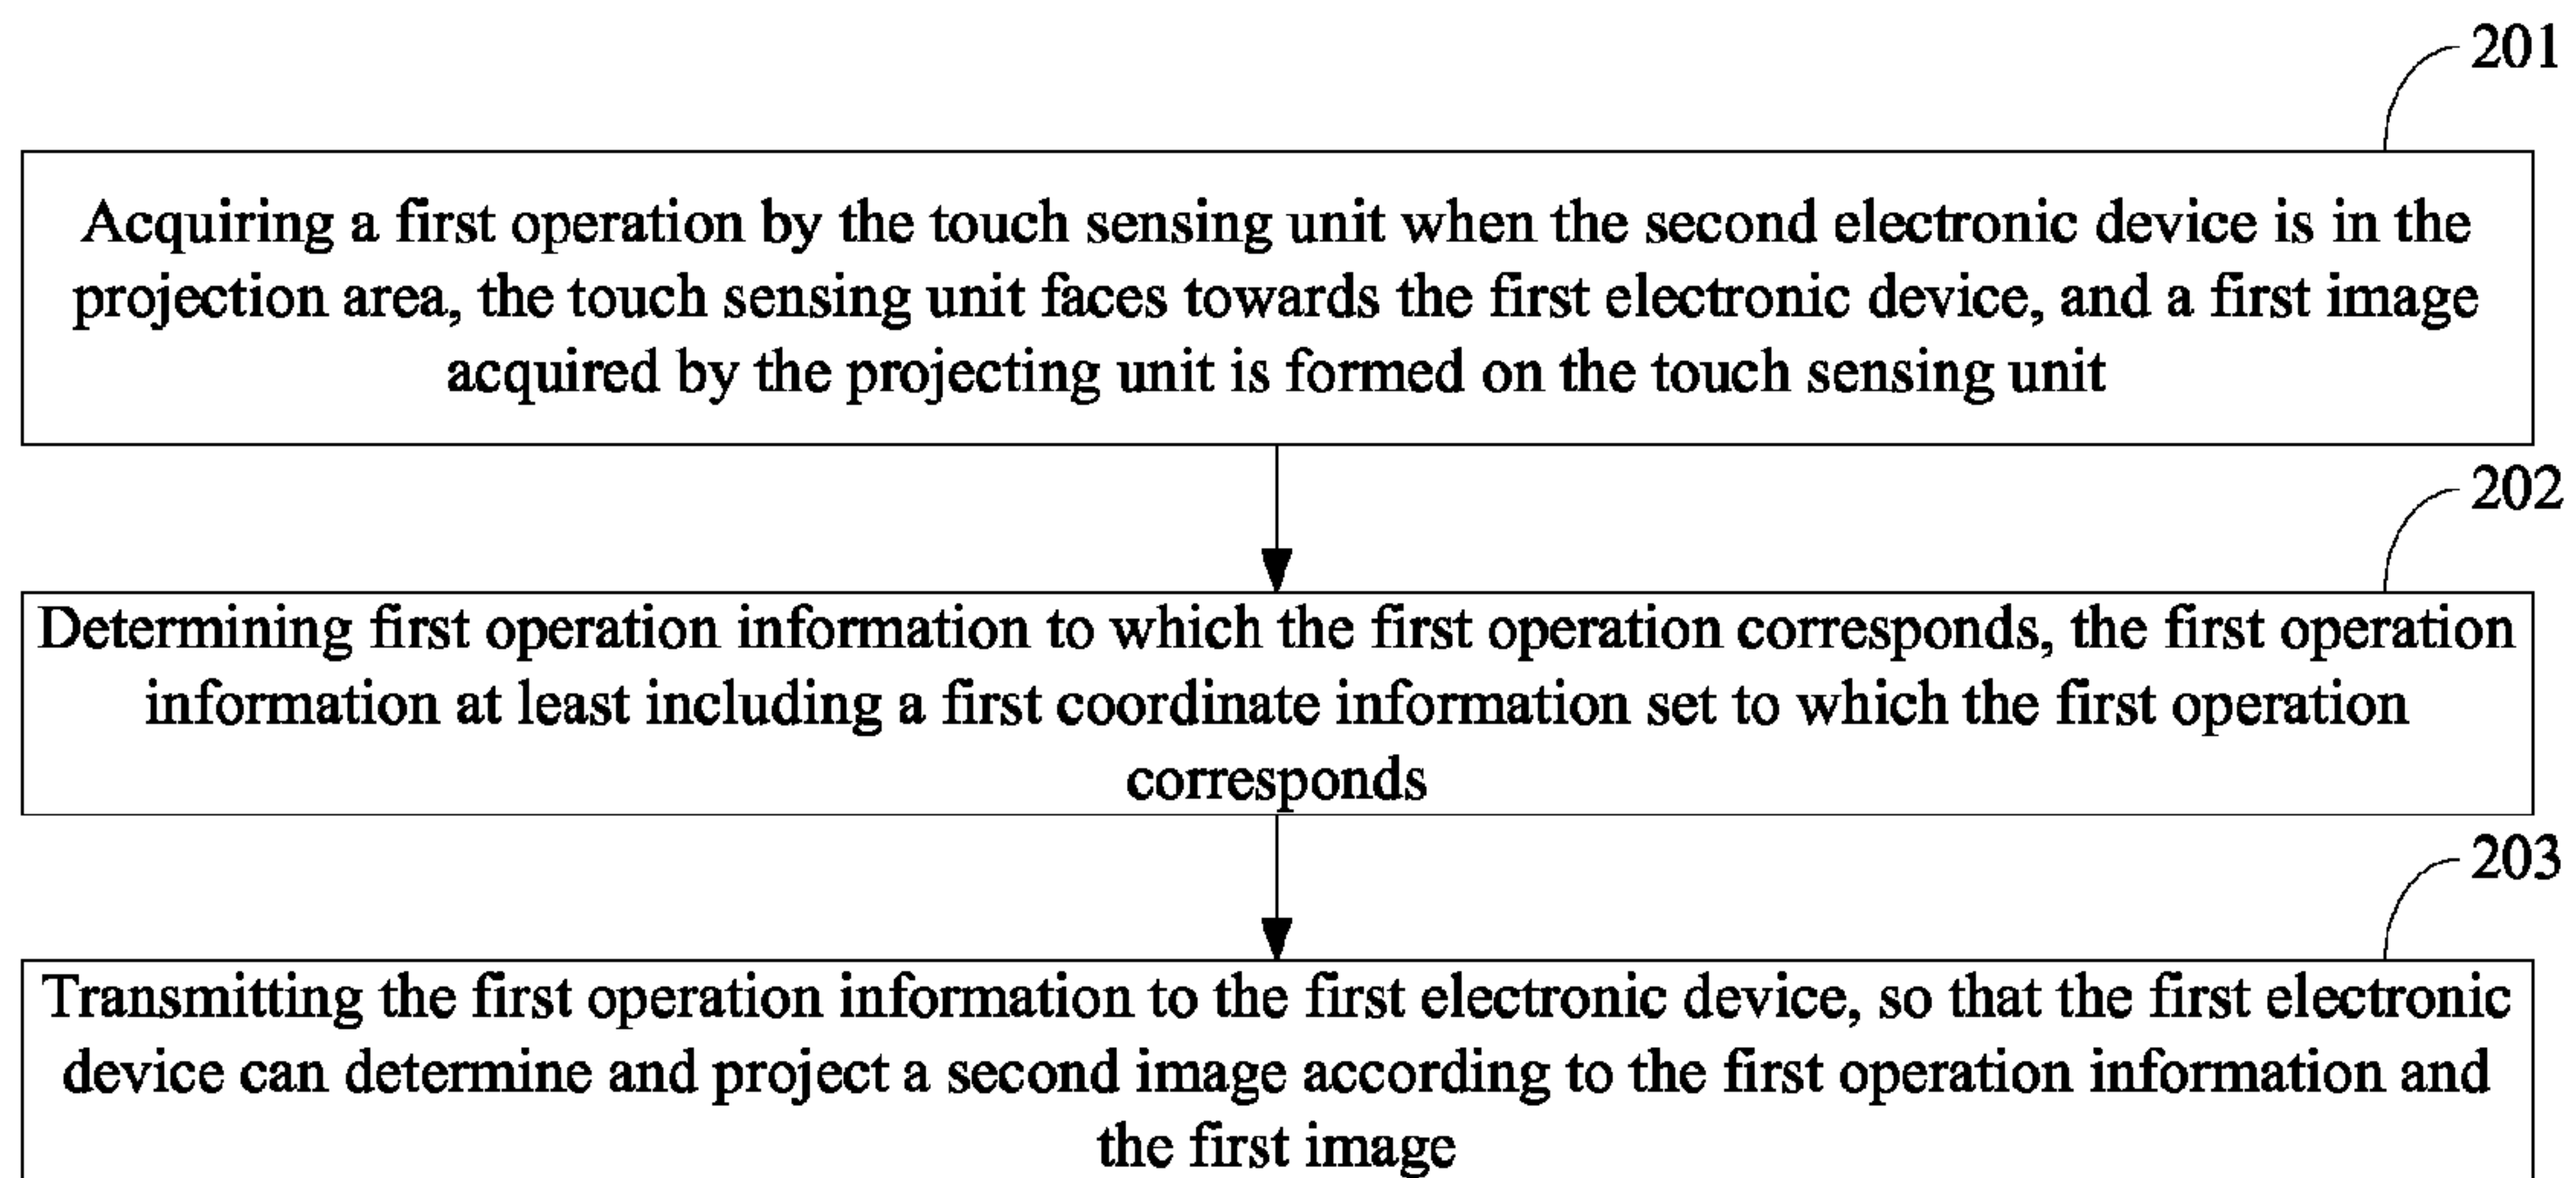 201
Acquiring a first operation by the touch sensing unit when the second electronic device is in the
projection area, the touch sensing unit faces towards the first electronic device, and a first image
acquired by the projecting unit is formed on the touch sensing unit
202
Determining first operation information to which the first operation corresponds, the first operation
information at least including a first coordinate information set to which the first operation
corresponds
203
Transmitting the first operation information to the first electronic device, so that the first electronic
device can determine and project a second image according to the first operation information and
the first image